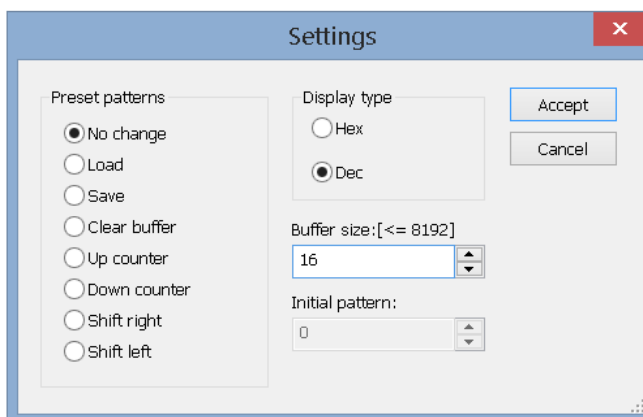 Settings
Preset patterns
No change
Load
Save
Clear buffer
Up counter
Down counter
Shift right
Shift left
Display type
Hex
Dec
Buffer size:[<= 8192]
16
Initial pattern:
0
Accept
Cancel